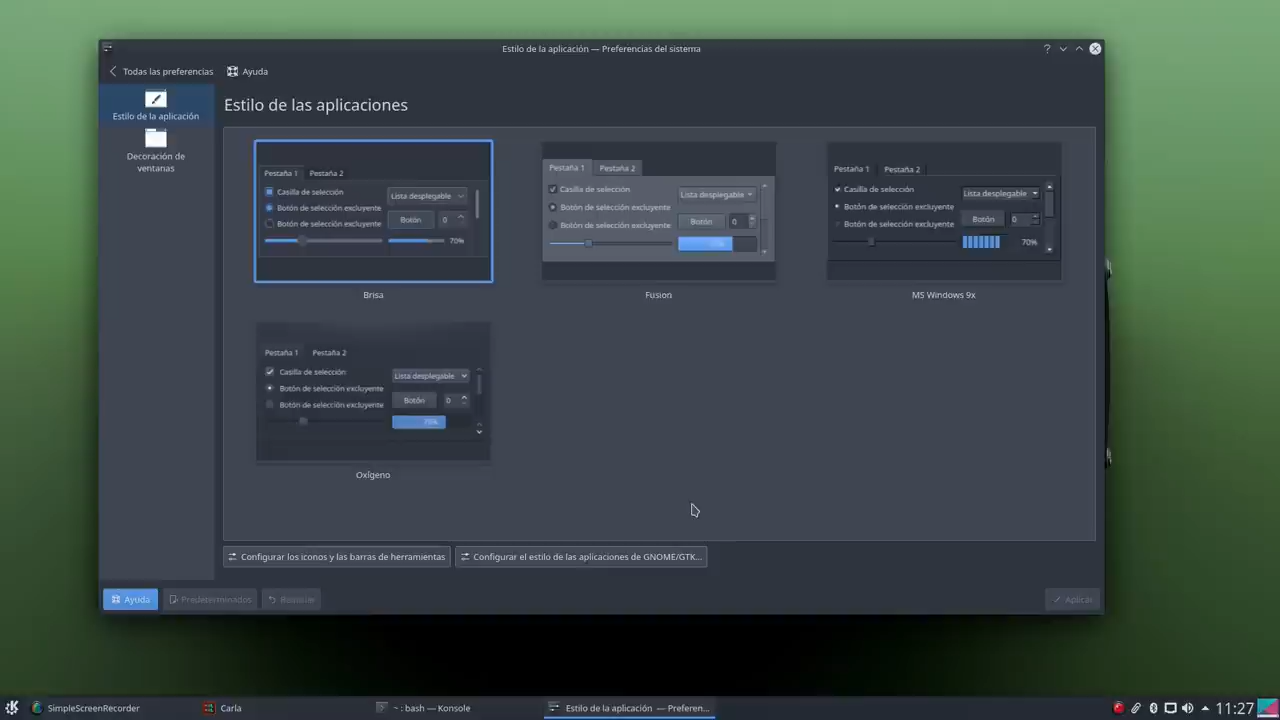 Estilo de la aplicación — Preferencias del sistema
Todas las preferencias
Ayuda
Estilo de la aplicación
Decoración de
ventanas
Estilo de las aplicaciones
Pestaña 1 Pestaña 2
Casilla de selección
Lista desplegable
Botón de selección excluyente
Botón 0
Botón de selección excluyente
70%
Brisa
Pestaña 1 Pestaña 2
Casilla de selección
Lista desplegable
Botón de selección excluyente
Botón 0
Botón de selección excluyente
Fusion
Pestaña 1 Pestaña 2
Casilla de selección
Lista desplegable
Botón de selección excluyente
Botón 0
Botón de selección excluyente
70%
MS Windows 9x
Pestaña 1 Pestaña 2
Casilla de selección
Lista desplegable
Botón de selección excluyente
Botón 0
Botón de selección excluyente
70%
Oxígeno
Configurar los iconos y las barras de herramientas
Configurar el estilo de las aplicaciones de GNOME/GTK...
Ayuda
Predeterminados
Reiniciar
Aplicar
SimpleScreenRecorder
Carla
~ : bash — Konsole
Estilo de la aplicación — Preferen...
11:27